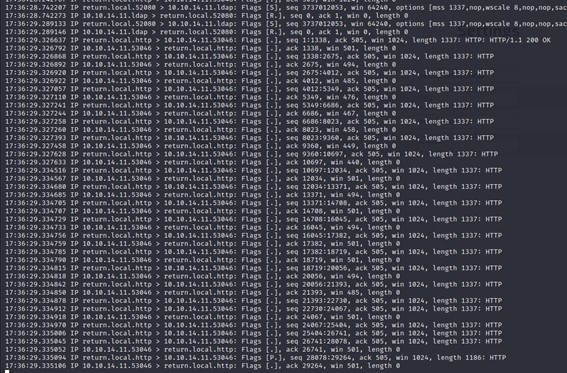 17:36:28.742207 IP 10.10.14.11.ldap > return.local.52080: Flags [R.], seq 0, ack 1, win 0, length 0
17:36:28.742273 IP 10.10.14.11.ldap > return.local.52080: Flags [R.], seq 0, ack 1, win 0, length 0
17:36:29.289133 IP return.local.52080 > 10.10.14.11.ldap: Flags [S], seq 3737012053, win 64240, options [mss 1337,nop,wscale 8,nop,nop,sac
17:36:29.289146 IP 10.10.14.11.ldap > return.local.52080: Flags [R.], seq 0, ack 1, win 0, length 0
17:36:29.326637 IP return.local.http > 10.10.14.11.53046: Flags [.], seq 1:1338, ack 505, win 1024, length 1337: HTTP: HTTP/1.1 200 OK
17:36:29.326792 IP 10.10.14.11.53046 > return.local.http: Flags [.], ack 1338, win 501, length 0
17:36:29.326868 IP return.local.http > 10.10.14.11.53046: Flags [.], seq 1338:2675, ack 505, win 1024, length 1337: HTTP
17:36:29.326892 IP 10.10.14.11.53046 > return.local.http: Flags [.], ack 2675, win 494, length 0
17:36:29.326920 IP return.local.http > 10.10.14.11.53046: Flags [.], seq 2675:4012, ack 505, win 1024, length 1337: HTTP
17:36:29.326922 IP 10.10.14.11.53046 > return.local.http: Flags [.], ack 4012, win 485, length 0
17:36:29.327057 IP return.local.http > 10.10.14.11.53046: Flags [.], seq 4012:5349, ack 505, win 1024, length 1337: HTTP
17:36:29.327110 IP 10.10.14.11.53046 > return.local.http: Flags [.], ack 5349, win 476, length 0
17:36:29.327241 IP return.local.http > 10.10.14.11.53046: Flags [.], seq 5349:6686, ack 505, win 1024, length 1337: HTTP
17:36:29.327244 IP 10.10.14.11.53046 > return.local.http: Flags [.], ack 6686, win 467, length 0
17:36:29.327258 IP return.local.http > 10.10.14.11.53046: Flags [.], seq 6686:8023, ack 505, win 1024, length 1337: HTTP
17:36:29.327260 IP 10.10.14.11.53046 > return.local.http: Flags [.], ack 8023, win 458, length 0
17:36:29.327393 IP return.local.http > 10.10.14.11.53046: Flags [.], seq 8023:9360, ack 505, win 1024, length 1337: HTTP
17:36:29.327458 IP 10.10.14.11.53046 > return.local.http: Flags [.], ack 9360, win 449, length 0
17:36:29.327628 IP return.local.http > 10.10.14.11.53046: Flags [.], seq 9360:10697, ack 505, win 1024, length 1337: HTTP
17:36:29.327633 IP 10.10.14.11.53046 > return.local.http: Flags [.], ack 10697, win 440, length 0
17:36:29.334516 IP return.local.http > 10.10.14.11.53046: Flags [.], seq 10697:12034, ack 505, win 1024, length 1337: HTTP
17:36:29.334567 IP 10.10.14.11.53046 > return.local.http: Flags [.], ack 12034, win 501, length 0
17:36:29.334680 IP return.local.http > 10.10.14.11.53046: Flags [.], seq 12034:13371, ack 505, win 1024, length 1337: HTTP
17:36:29.334685 IP 10.10.14.11.53046 > return.local.http: Flags [.], ack 13371, win 494, length 0
17:36:29.334705 IP return.local.http > 10.10.14.11.53046: Flags [.], seq 13371:14708, ack 505, win 1024, length 1337: HTTP
17:36:29.334707 IP 10.10.14.11.53046 > return.local.http: Flags [.], ack 14708, win 501, length 0
17:36:29.334729 IP return.local.http > 10.10.14.11.53046: Flags [.], seq 14708:16045, ack 505, win 1024, length 1337: HTTP
17:36:29.334733 IP 10.10.14.11.53046 > return.local.http: Flags [.], ack 16045, win 494, length 0
17:36:29.334756 IP return.local.http > 10.10.14.11.53046: Flags [.], seq 16045:17382, ack 505, win 1024, length 1337: HTTP
17:36:29.334759 IP 10.10.14.11.53046 > return.local.http: Flags [.], ack 17382, win 501, length 0
17:36:29.334785 IP return.local.http > 10.10.14.11.53046: Flags [.], seq 17382:18719, ack 505, win 1024, length 1337: HTTP
17:36:29.334790 IP 10.10.14.11.53046 > return.local.http: Flags [.], ack 18719, win 501, length 0
17:36:29.334815 IP return.local.http > 10.10.14.11.53046: Flags [.], seq 18719:20056, ack 505, win 1024, length 1337: HTTP
17:36:29.334818 IP 10.10.14.11.53046 > return.local.http: Flags [.], ack 20056, win 494, length 0
17:36:29.334842 IP return.local.http > 10.10.14.11.53046: Flags [.], seq 20056:21393, ack 505, win 1024, length 1337: HTTP
17:36:29.334850 IP 10.10.14.11.53046 > return.local.http: Flags [.], ack 21393, win 485, length 0
17:36:29.334878 IP return.local.http > 10.10.14.11.53046: Flags [.], seq 21393:22730, ack 505, win 1024, length 1337: HTTP
17:36:29.334912 IP return.local.http > 10.10.14.11.53046: Flags [.], seq 22730:24067, ack 505, win 1024, length 1337: HTTP
17:36:29.334918 IP 10.10.14.11.53046 > return.local.http: Flags [.], ack 24067, win 501, length 0
17:36:29.334970 IP return.local.http > 10.10.14.11.53046: Flags [.], seq 24067:25404, ack 505, win 1024, length 1337: HTTP
17:36:29.335006 IP return.local.http > 10.10.14.11.53046: Flags [.], seq 25404:26741, ack 505, win 1024, length 1337: HTTP
17:36:29.335045 IP return.local.http > 10.10.14.11.53046: Flags [.], seq 26741:28078, ack 505, win 1024, length 1337: HTTP
17:36:29.335052 IP 10.10.14.11.53046 > return.local.http: Flags [.], ack 26741, win 501, length 0
17:36:29.335094 IP return.local.http > 10.10.14.11.53046: Flags [P.], seq 28078:29264, ack 505, win 1024, length 1186: HTTP
17:36:29.335106 IP 10.10.14.11.53046 > return.local.http: Flags [.], ack 29264, win 501, length 0